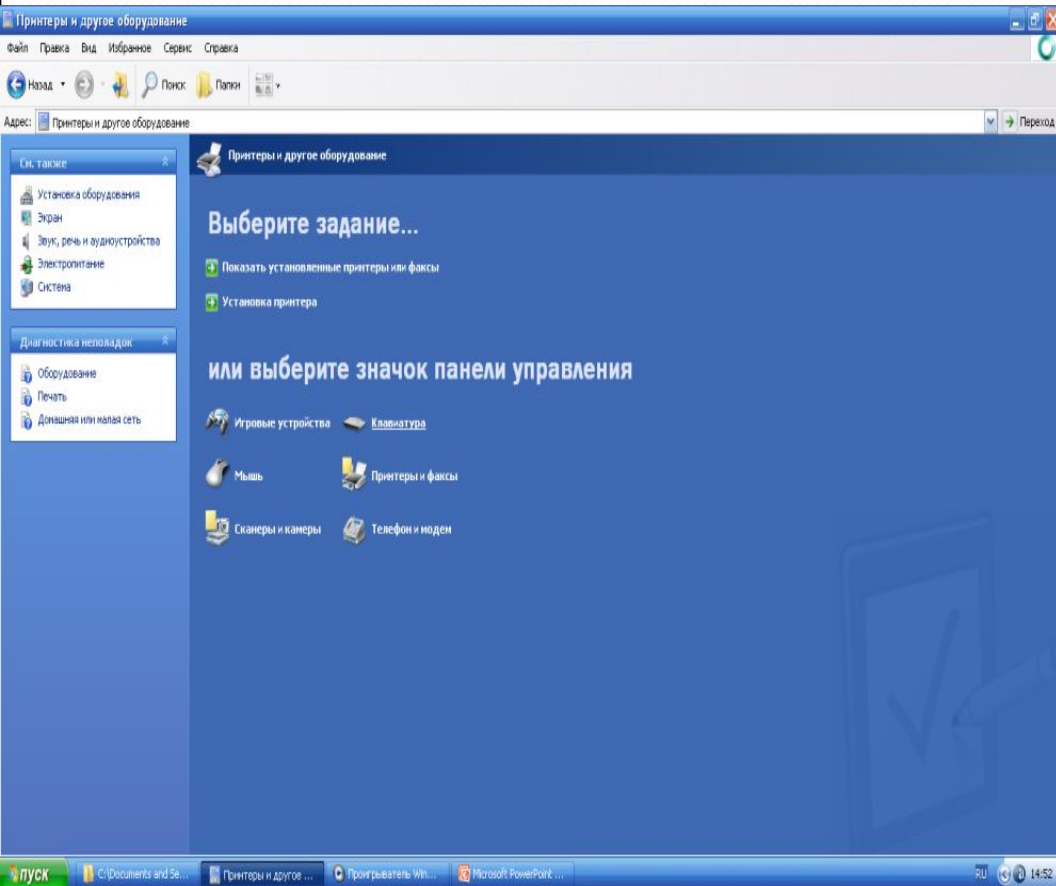 Принтеры и другое оборудование
Файл Правка Вид Избранное Сервис Справка
Назад Поиск Папки
Адрес: Принтеры и другое оборудование Переход
См. также
Установка оборудования
Экран
Звук, речь и аудиоустройства
Электропитание
Система
Диагностика неполадок
Оборудование
Печать
Домашняя или малая сеть
Принтеры и другое оборудование
Выберите задание...
Показать установленные принтеры или факсы
Установка принтера
или выберите значок панели управления
Игровые устройства Клавиатура
Мышь Принтеры и факсы
Сканеры и камеры Телефон и модем
пуск C:\Documents and Se... Принтеры и другое ... Проигрыватель Win... Microsoft PowerPoint ... RU 14:52